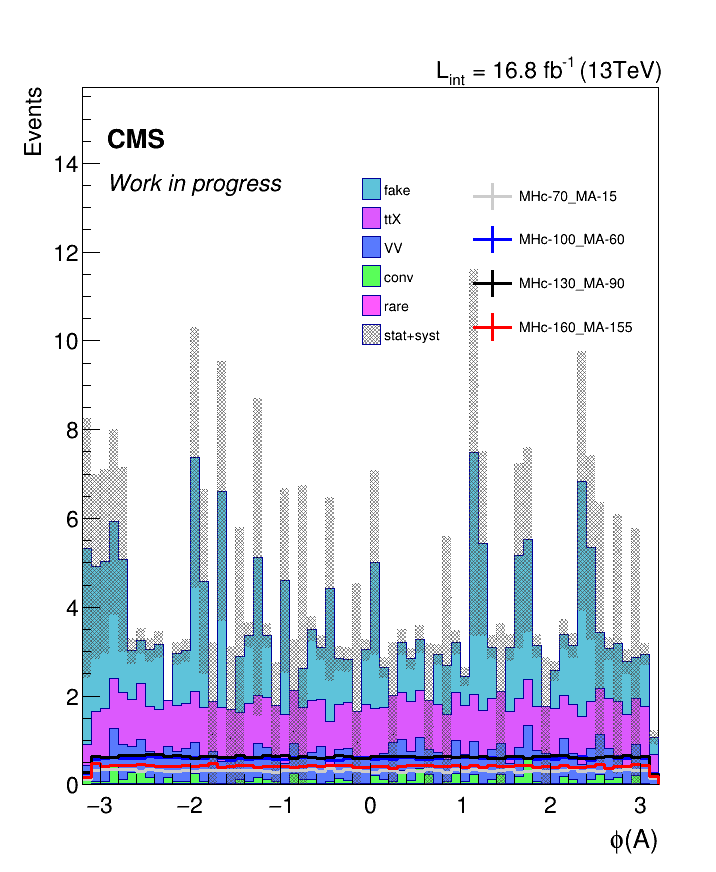 L_int = 16.8 fb^-1 (13TeV)
Events
CMS
Work in progress
fake
ttX
VV
conv
rare
stat+syst
MHc-70_MA-15
MHc-100_MA-60
MHc-130_MA-90
MHc-160_MA-155
14
12
10
8
6
4
2
0
−3 −2 −1 0 1 2 3
ϕ(A)